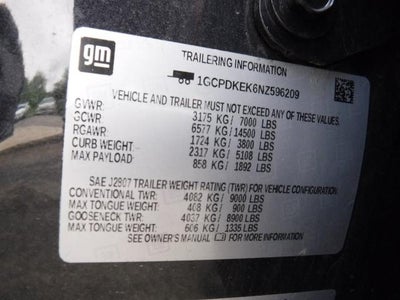 gm
TRAILERING INFORMATION
88 1GCPDKEK6NZ596209
VEHICLE AND TRAILER MUST NOT EXCEED ANY OF THESE VALUES
GVWR: 3175 KG/ 7000 LBS
GCWR 6577 KG/ 14500 LBS
RGAWR: 1724 KG/ 3800 LBS
CURB WEIGHT: 2317 KG/ 5108 LBS
MAX PAYLOAD: 858 KG/ 1892 LBS
SAE J2807 TRAILER WEIGHT RATING (TWR) FOR VEHICLE CONFIGURATION
CONVENTIONAL TWR: 4082 KG/ 9000 LBS
MAX TONGUE WEIGHT: 408 KG/ 900 LBS
GOOSENECK TWR: 4037 KG/ 8900 LBS
MAX TONGUE WEIGHT: 606 KG/ 1335 LBS
SEE OWNER'S MANUAL FOR MORE INFORMATION